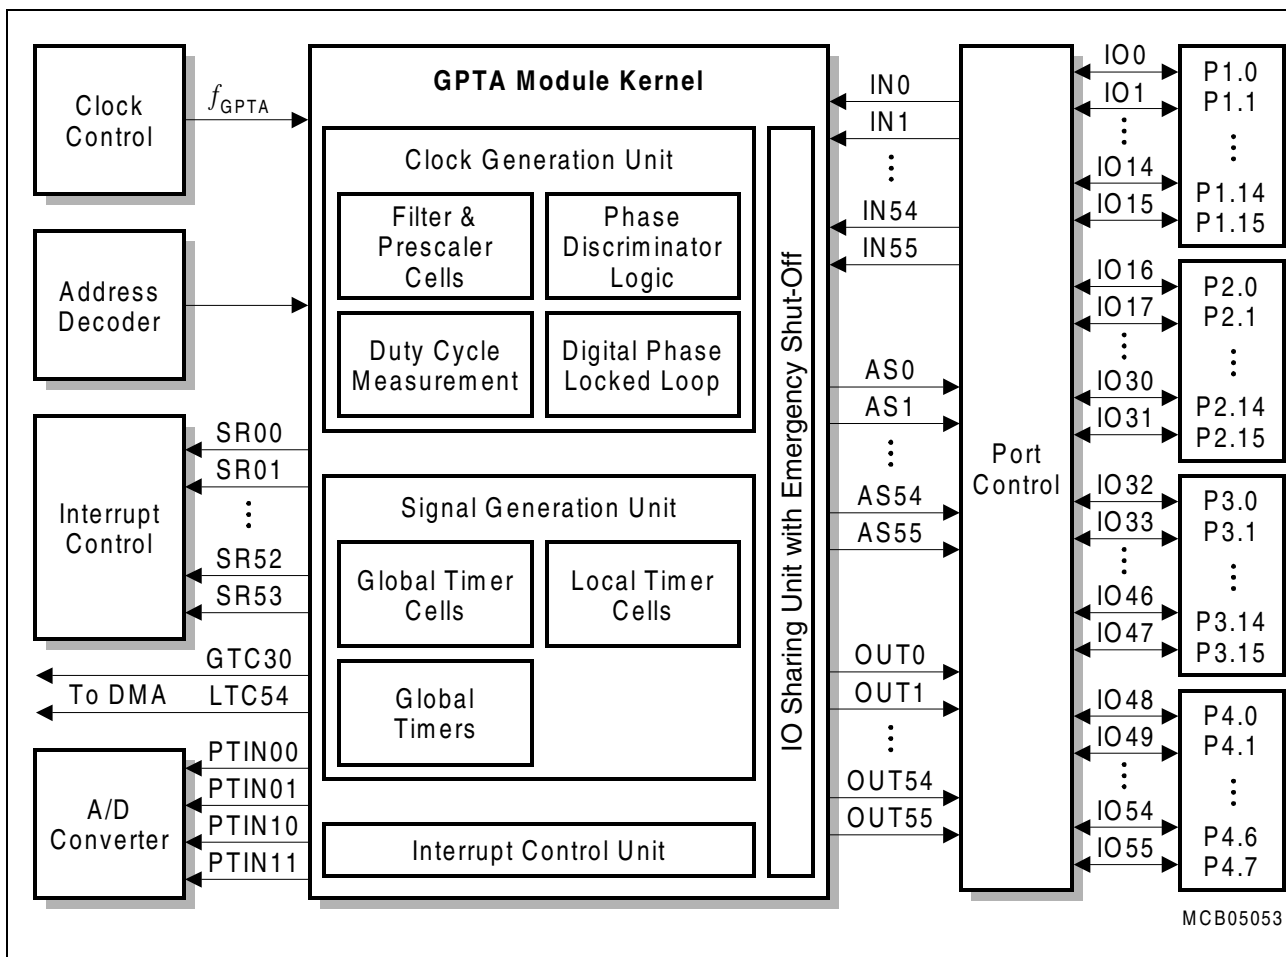 Clock
Control
fGPTA
Address
Decoder
Interrupt
Control
SR00
SR01
SR52
SR53
GTC30
To DMA LTC54
A/D
Converter
PTIN00
PTIN01
PTIN10
PTIN11
GPTA Module Kernel
Clock Generation Unit
Filter &
Prescaler
Cells
Phase
Discriminator
Logic
Duty Cycle
Measurement
Digital Phase
Locked Loop
Signal Generation Unit
Global Timer
Cells
Local Timer
Cells
Global
Timers
Interrupt Control Unit
IO Sharing Unit with Emergency Shut-Off
IN0
IN1
IN54
IN55
AS0
AS1
AS54
AS55
OUT0
OUT1
OUT54
OUT55
Port
Control
IO0
IO1
IO14
IO15
IO16
IO17
IO30
IO31
IO32
IO33
IO46
IO47
IO48
IO49
IO54
IO55
P1.0
P1.1
P1.14
P1.15
P2.0
P2.1
P2.14
P2.15
P3.0
P3.1
P3.14
P3.15
P4.0
P4.1
P4.6
P4.7
MCB05053